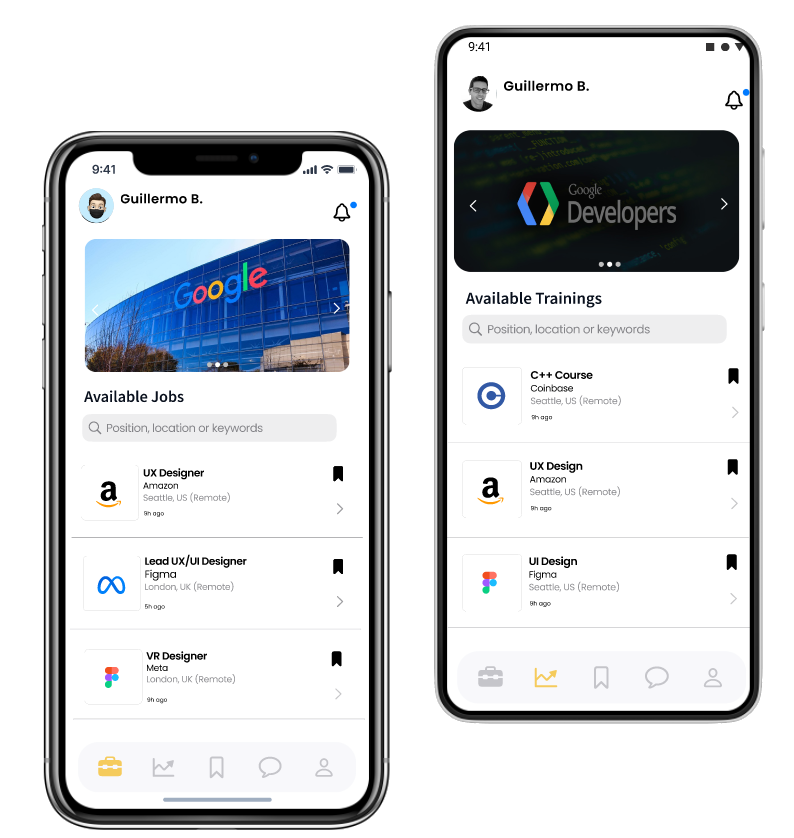 9:41
Guillermo B.
Google
Available Jobs
Position, location or keywords
UX Designer
Amazon
Seattle, US (Remote)
9h ago
Lead UX/UI Designer
Figma
London, UK (Remote)
5h ago
VR Designer
Meta
London, UK (Remote)
9h ago
9:41
Guillermo B.
Google
Developers
Available Trainings
Position, location or keywords
C++ Course
Coinbase
Seattle, US (Remote)
9h ago
UX Design
Amazon
Seattle, US (Remote)
9h ago
UI Design
Figma
Seattle, US (Remote)
9h ago